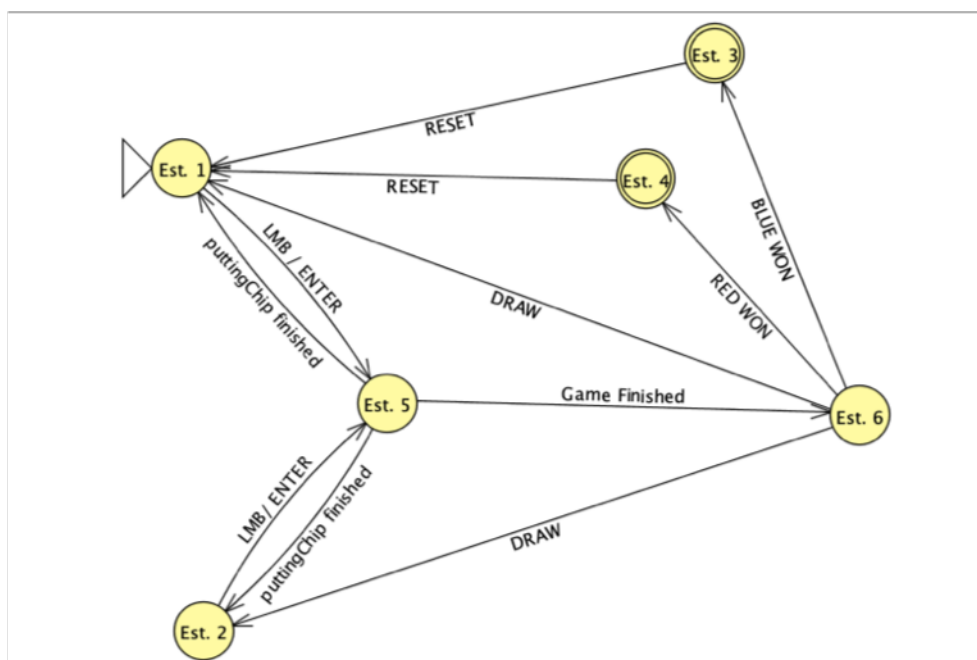 Est. 3
RESET
Est. 1
RESET
Est. 4
BLUE WON
LMB / ENTER
puttingChip finished
DRAW
RED WON
Est. 5
Game Finished
Est. 6
LMB/ ENTER
puttingChip finished
DRAW
Est. 2